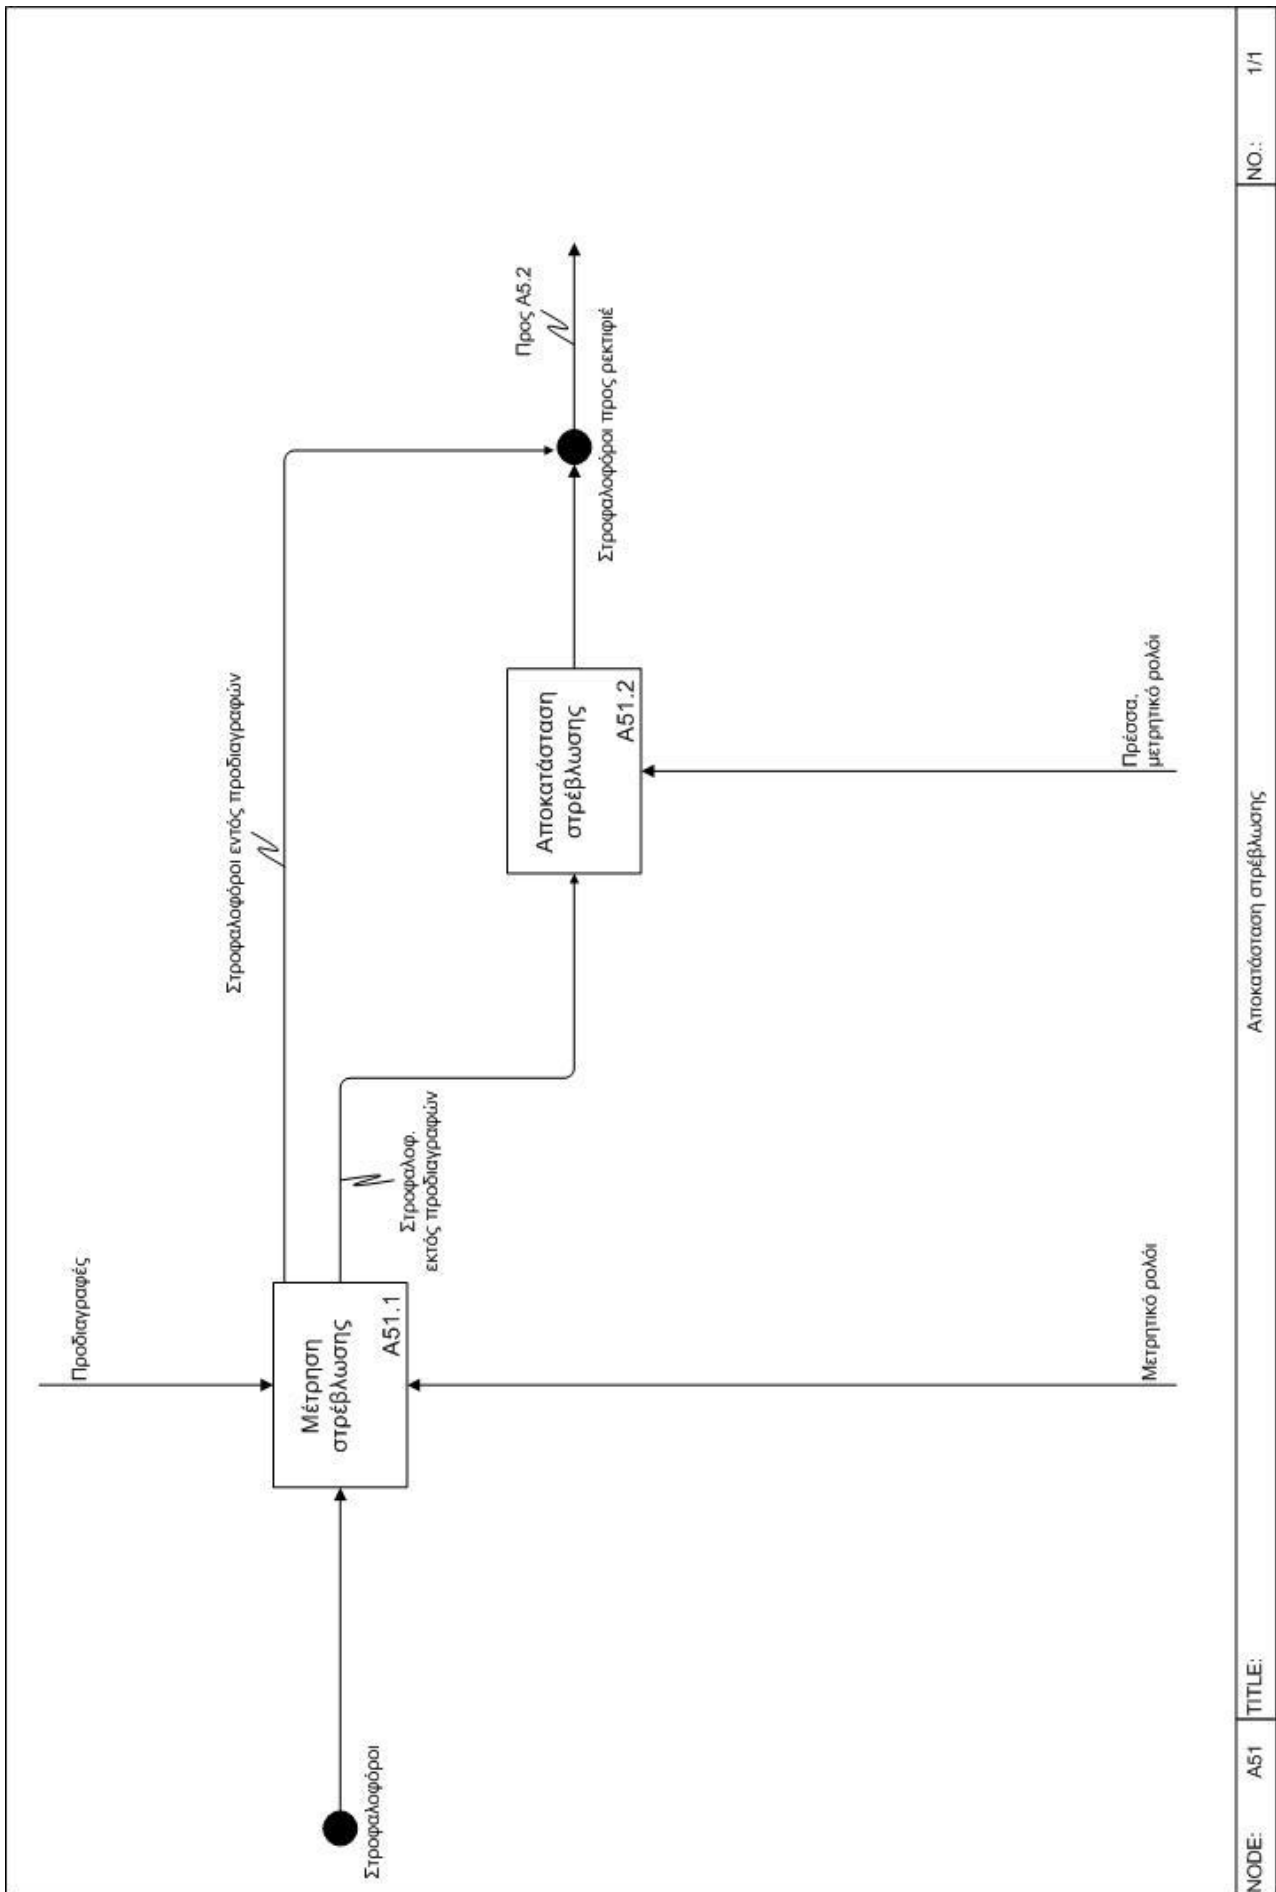 Προδιαγραφές
Στροφαλοφόροι εντός προδιαγραφών
Μέτρηση
στρέβλωσης
A51.1
Στροφαλοφόροι
Στροφαλοφ.
εκτός προδιαγραφών
Προς A5.2
Αποκατάσταση
στρέβλωσης
A51.2
Στροφαλοφόροι προς ρεκτιφιέ
Μετρητικό ρολόι
Πρέσσα,
μετρητικό ρολόι
NODE: A51 TITLE: Αποκατάσταση στρέβλωσης NO.: 1/1